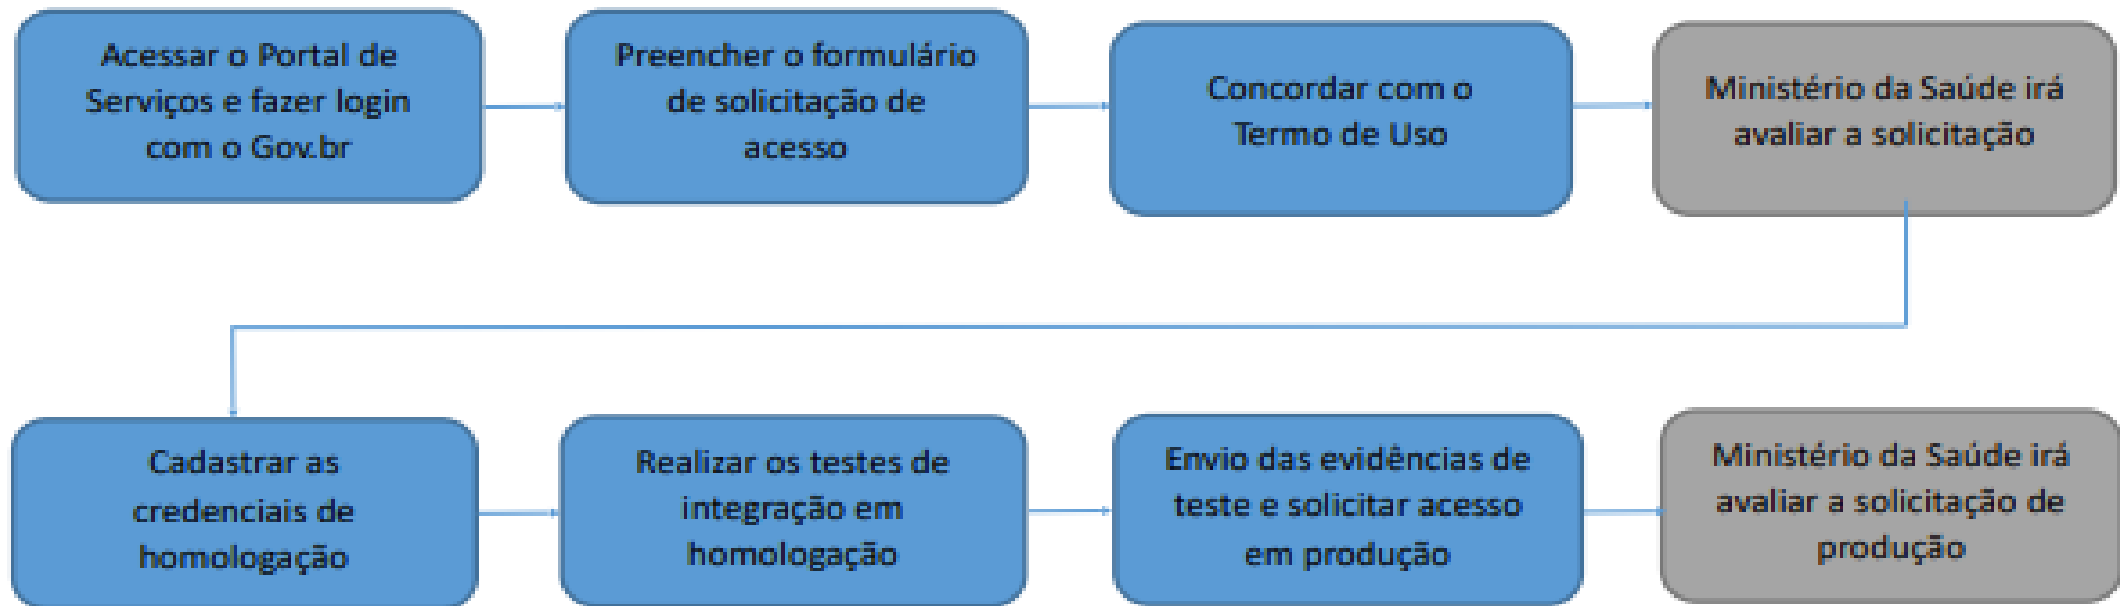 Acessar o Portal de
Serviços e fazer login
com o Gov.br
Preencher o formulário
de solicitação de
acesso
Concordar com o
Termo de Uso
Ministério da Saúde irá
avaliar a solicitação
Cadastrar as
credenciais de
homologação
Realizar os testes de
integração em
homologação
Envio das evidências de
teste e solicitar acesso
em produção
Ministério da Saúde irá
avaliar a solicitação de
produção